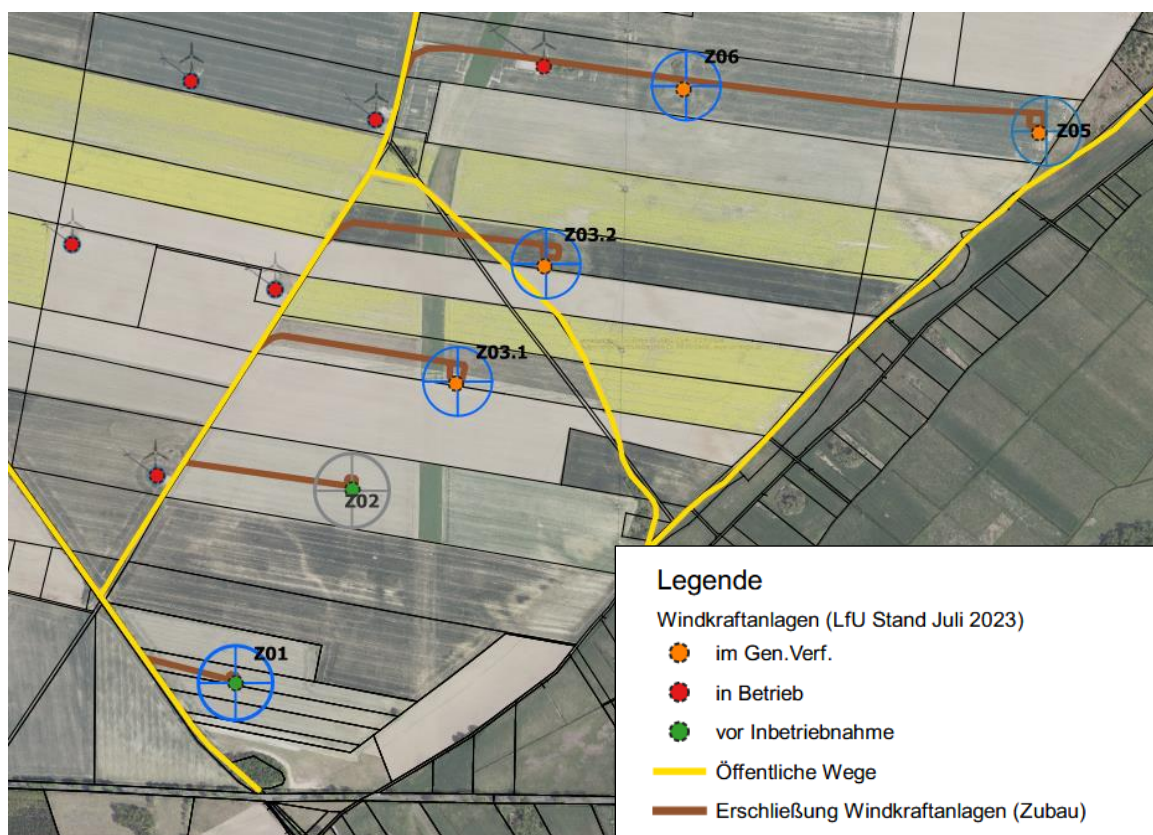 Z06
Z05
Z03.2
Z03.1
Z02
Z01
Legende
Windkraftanlagen (LfU Stand Juli 2023)
im Gen.Verf.
in Betrieb
vor Inbetriebnahme
Öffentliche Wege
Erschließung Windkraftanlagen (Zubau)